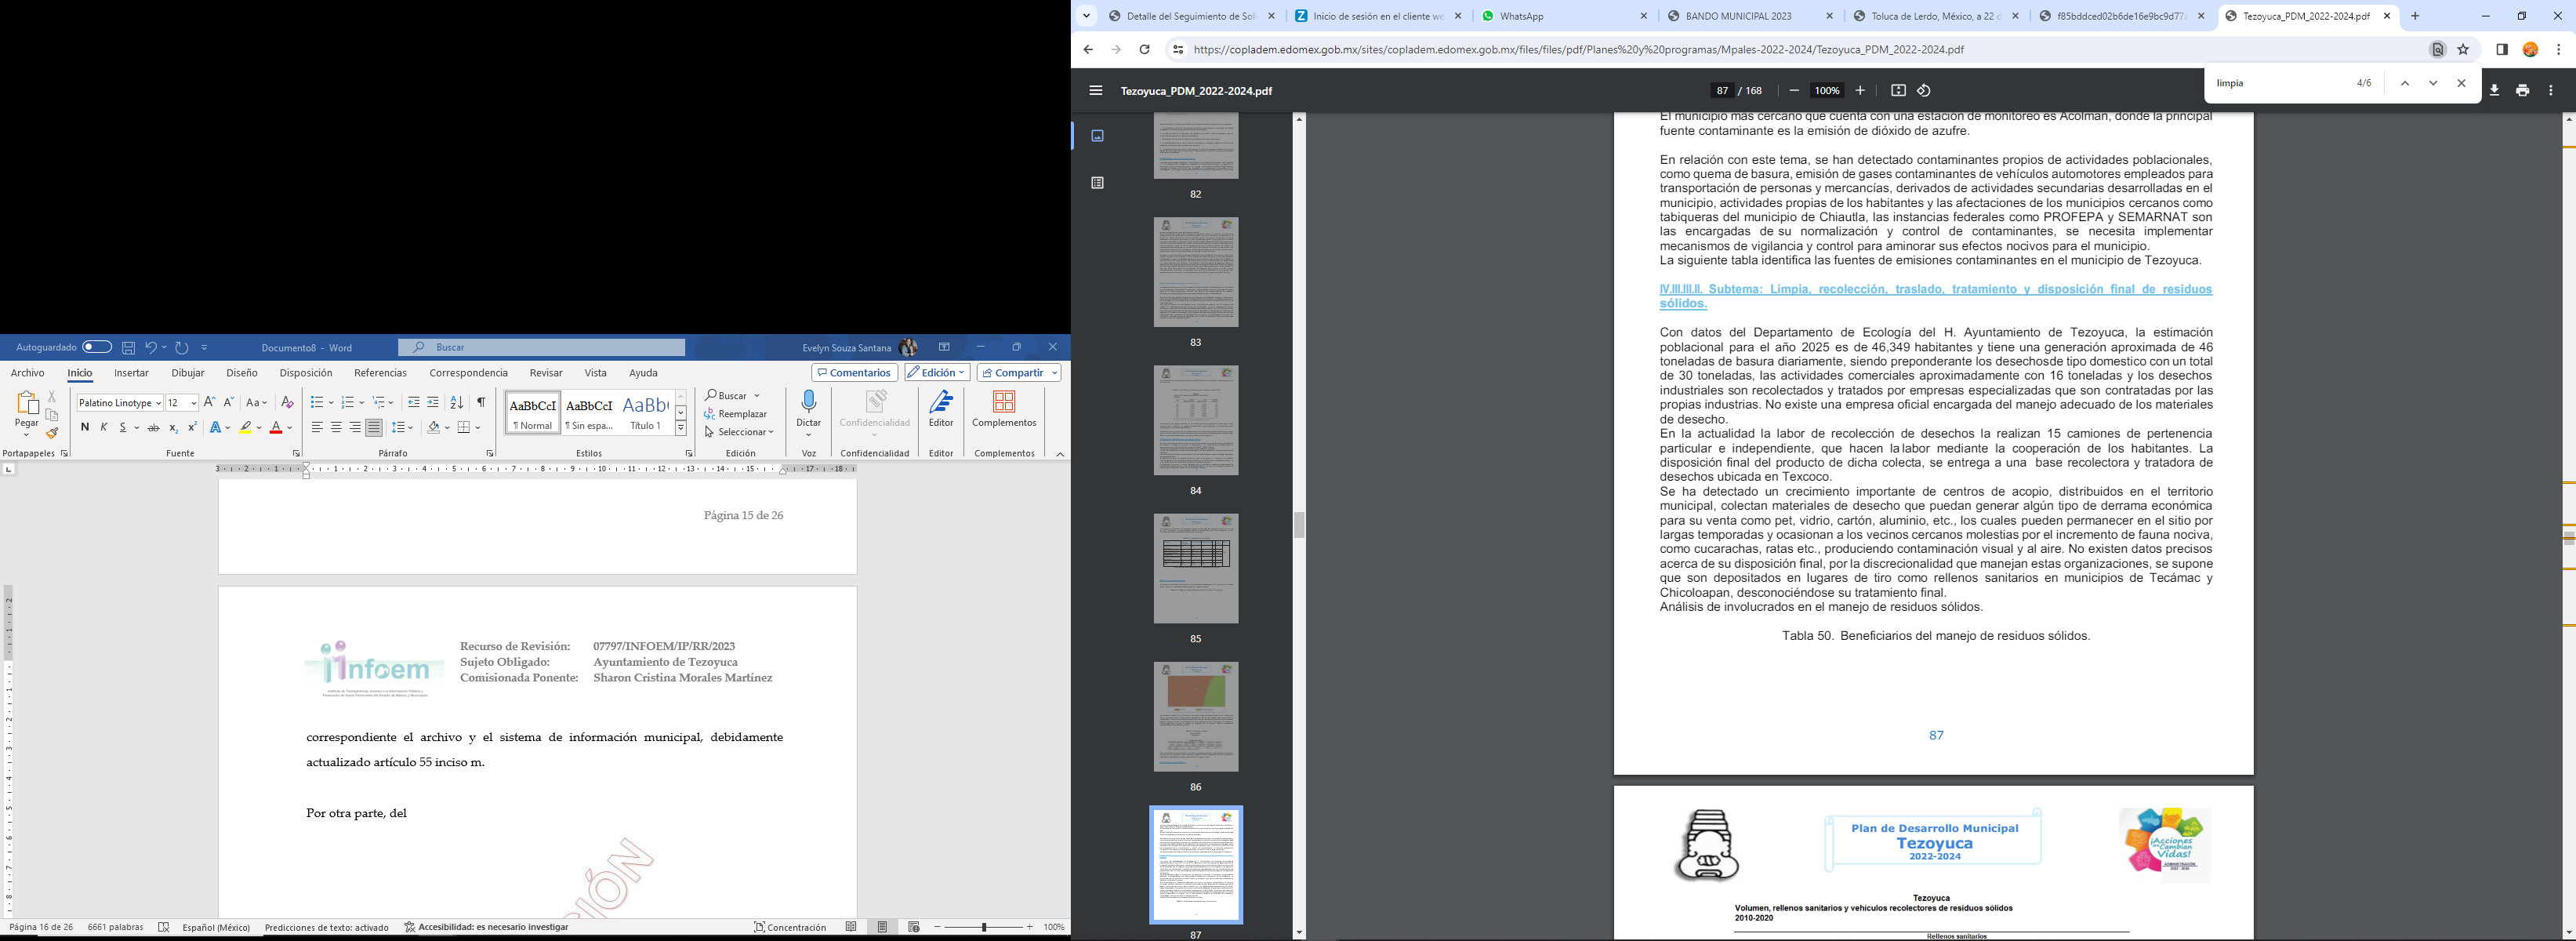 Detalle del Seguimiento de Soli
Inicio de sesión en el cliente we
WhatsApp
BANDO MUNICIPAL 2023
Toluca de Lerdo, México, a 22 d
f85bddced02b6de16e9bc9d77
Tezoyuca_PDM_2022-2024.pdf
https://copladem.edomex.gob.mx/sites/copladem.edomex.gob.mx/files/files/pdf/Planes%20y%20programas/Mpales-2022-2024/Tezoyuca_PDM_2022-2024.pdf
limpia 4/6
Tezoyuca_PDM_2022-2024.pdf
87 / 168
100%
82
83
84
85
86
87
El municipio más cercano que cuenta con una estación de monitoreo es Acolman, donde la principal
fuente contaminante es la emisión de dióxido de azufre.
En relación con este tema, se han detectado contaminantes propios de actividades poblacionales,
como quema de basura, emisión de gases contaminantes de vehículos automotores empleados para
transportación de personas y mercancías, derivados de actividades secundarias desarrolladas en el
municipio, actividades propias de los habitantes y las afectaciones de los municipios cercanos como
tabiqueras del municipio de Chiautla, las instancias federales como PROFEPA y SEMARNAT son
las encargadas de su normalización y control de contaminantes, se necesita implementar
mecanismos de vigilancia y control para aminorar sus efectos nocivos para el municipio.
La siguiente tabla identifica las fuentes de emisiones contaminantes en el municipio de Tezoyuca.
IV.III.III.II. Subtema: Limpia, recolección, traslado, tratamiento y disposición final de residuos
sólidos.
Con datos del Departamento de Ecología del H. Ayuntamiento de Tezoyuca, la estimación
poblacional para el año 2025 es de 46,349 habitantes y tiene una generación aproximada de 46
toneladas de basura diariamente, siendo preponderante los desechosde tipo domestico con un total
de 30 toneladas, las actividades comerciales aproximadamente con 16 toneladas y los desechos
industriales son recolectados y tratados por empresas especializadas que son contratadas por las
propias industrias. No existe una empresa oficial encargada del manejo adecuado de los materiales
de desecho.
En la actualidad la labor de recolección de desechos la realizan 15 camiones de pertenencia
particular e independiente, que hacen la labor mediante la cooperación de los habitantes. La
disposición final del producto de dicha colecta, se entrega a una base recolectora y tratadora de
desechos ubicada en Texcoco.
Se ha detectado un crecimiento importante de centros de acopio, distribuidos en el territorio
municipal, colectan materiales de desecho que puedan generar algún tipo de derrama económica
para su venta como pet, vidrio, cartón, aluminio, etc., los cuales pueden permanecer en el sitio por
largas temporadas y ocasionan a los vecinos cercanos molestias por el incremento de fauna nociva,
como cucarachas, ratas etc., produciendo contaminación visual y al aire. No existen datos precisos
acerca de su disposición final, por la discrecionalidad que manejan estas organizaciones, se supone
que son depositados en lugares de tiro como rellenos sanitarios en municipios de Tecámac y
Chicoloapan, desconociéndose su tratamiento final.
Análisis de involucrados en el manejo de residuos sólidos.
Tabla 50. Beneficiarios del manejo de residuos sólidos.
87
Plan de Desarrollo Municipal
Tezoyuca
2022-2024
¡Acciones
que Cambian
Vidas!
Tezoyuca
Volumen, rellenos sanitarios y vehículos recolectores de residuos sólidos
2010-2020
Rellenos sanitarios
Autoguardado
Documento8 - Word
Buscar
Evelyn Souza Santana
Archivo Inicio Insertar Dibujar Diseño Disposición Referencias Correspondencia Revisar Vista Ayuda
Comentarios Edición Compartir
Pegar
Palatino Linotype 12
N K S ab
AaBbCcI AaBbCcI AaBb(
¶ Normal ¶ Sin espa... Título 1
Buscar
Reemplazar
Seleccionar
Dictar Confidencialidad Editor Complementos
Portapapeles Fuente Párrafo Estilos Edición Voz Confidencialidad Editor Complementos
Página 15 de 26
infoem
Recurso de Revisión: 07797/INFOEM/IP/RR/2023
Sujeto Obligado: Ayuntamiento de Tezoyuca
Comisionada Ponente: Sharon Cristina Morales Martínez
correspondiente el archivo y el sistema de información municipal, debidamente
actualizado artículo 55 inciso m.
Por otra parte, del
Página 16 de 26 6661 palabras Español (México) Predicciones de texto: activado Accesibilidad: es necesario investigar Concentración 100%